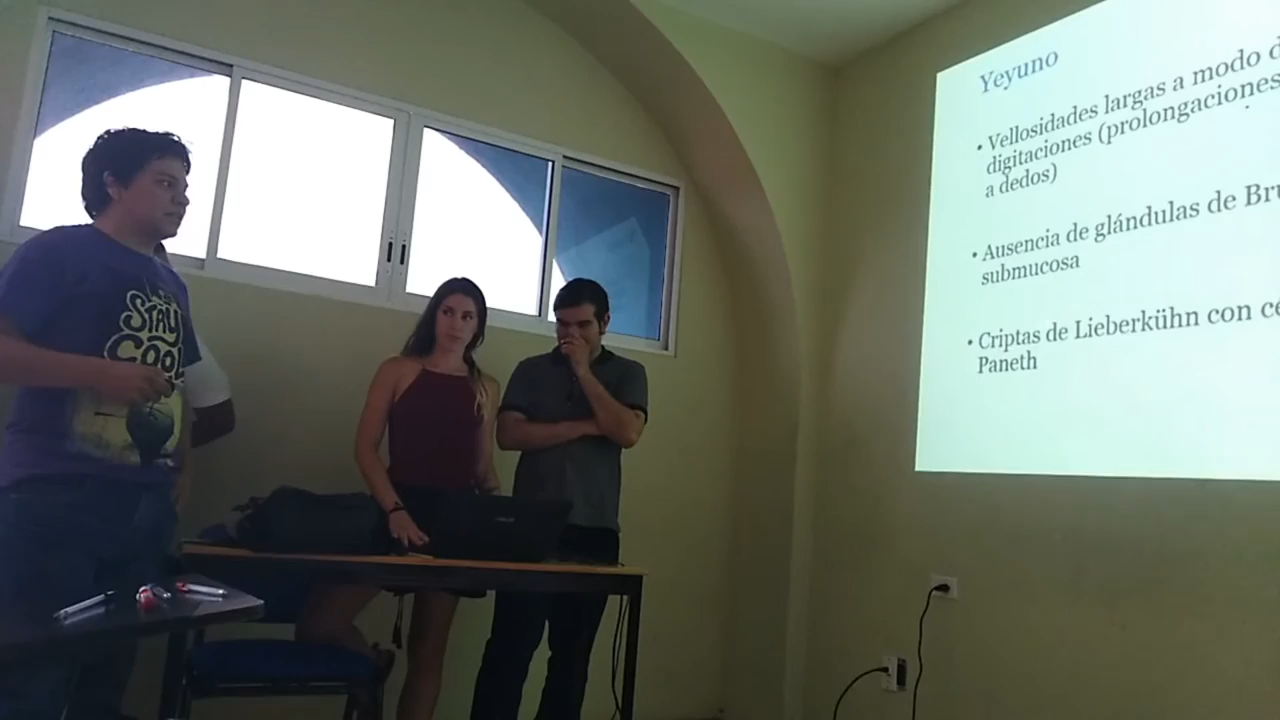 STAY
COOL
Yeyuno
• Vellosidades largas a modo
digitaciones (prolongaciones
a dedos)
• Ausencia de glándulas de
submucosa
• Criptas de Lieberkühn con
Paneth